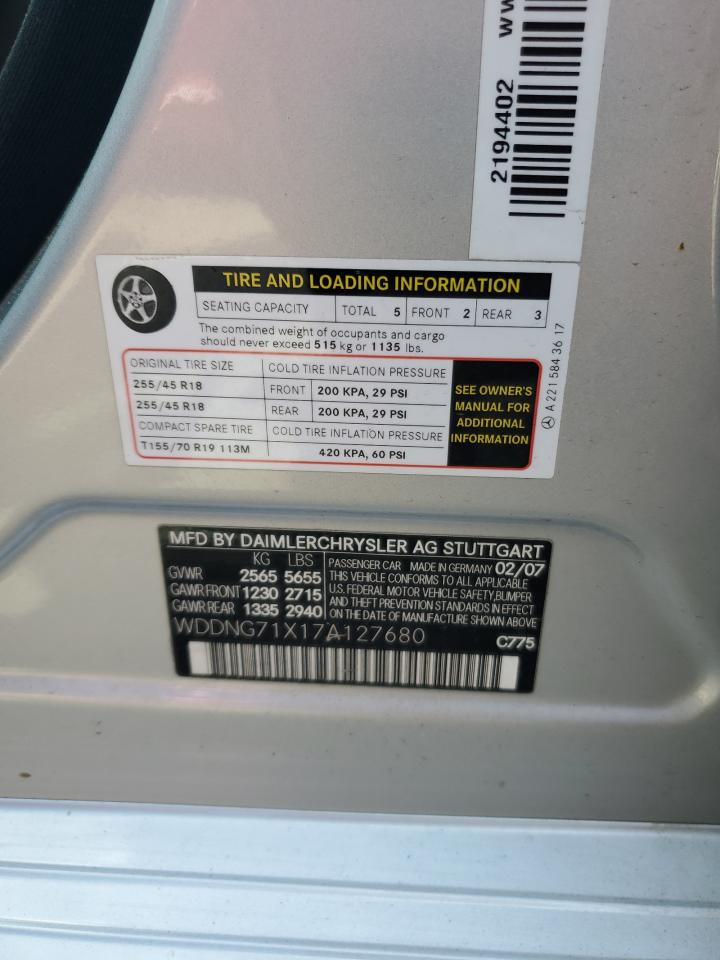 WW
2194402
TIRE AND LOADING INFORMATION
SEATING CAPACITY TOTAL 5 FRONT 2 REAR 3
The combined weight of occupants and cargo
should never exceed 515 kg or 1135 lbs.
ORIGINAL TIRE SIZE COLD TIRE INFLATION PRESSURE
255/45 R18 FRONT 200 KPA, 29 PSI
255/45 R18 REAR 200 KPA, 29 PSI
COMPACT SPARE TIRE COLD TIRE INFLATION PRESSURE
T155/70 R19 113M 420 KPA, 60 PSI
SEE OWNER'S
MANUAL FOR
ADDITIONAL
INFORMATION
A 221 584 36 17
MFD BY DAIMLERCHRYSLER AG STUTTGART
KG LBS
GVWR 2565 5655
GAWR FRONT 1230 2715
GAWR REAR 1335 2940
PASSENGER CAR MADE IN GERMANY 02/07
THIS VEHICLE CONFORMS TO ALL APPLICABLE
U.S. FEDERAL MOTOR VEHICLE SAFETY, BUMPER
AND THEFT PREVENTION STANDARDS IN EFFECT
ON THE DATE OF MANUFACTURE SHOWN ABOVE
WDDNG71X17A127680
C775